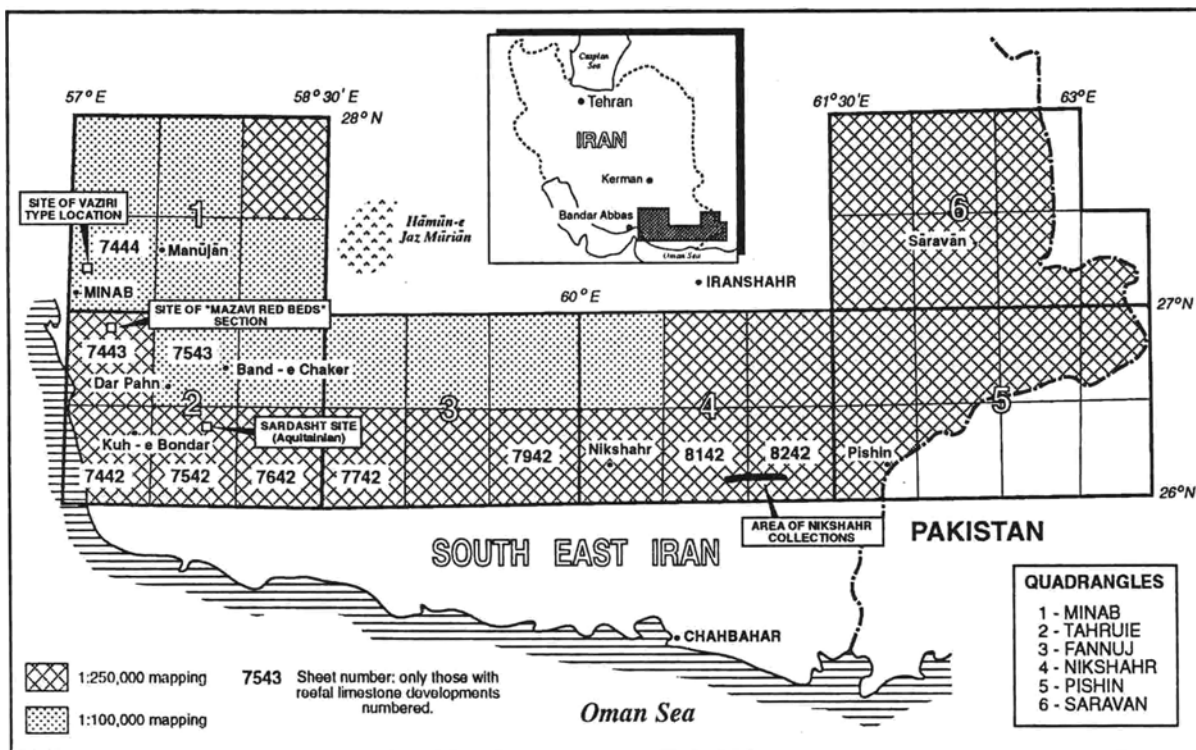 57° E
58° 30' E
28° N
Caspian
Sea
Tehran
IRAN
Kerman
Bandar Abbas
Oman Sea
61° 30' E
63° E
SITE OF VAZIRI
TYPE LOCATION
1
7444
Manūjān
MINAB
Hāmūn-e
Jaz Mūriān
6
Sāravān
IRANSHAHR
60° E
27° N
SITE OF "MAZAVI RED BEDS"
SECTION
7443
7543
Band - e Chaker
Dar Pahn
2
3
4
5
SARDASHT SITE
(Aquitainian)
Kuh - e Bondar
7442
7542
7642
7742
7942
Nikshahr
8142
8242
Pishin
26° N
AREA OF NIKSHAHR
COLLECTIONS
SOUTH EAST IRAN
PAKISTAN
CHAHBAHAR
Oman Sea
1:250,000 mapping
1:100,000 mapping
7543 Sheet number: only those with
reefal limestone developments
numbered.
QUADRANGLES
1 - MINAB
2 - TAHRUIE
3 - FANNUJ
4 - NIKSHAHR
5 - PISHIN
6 - SARAVAN